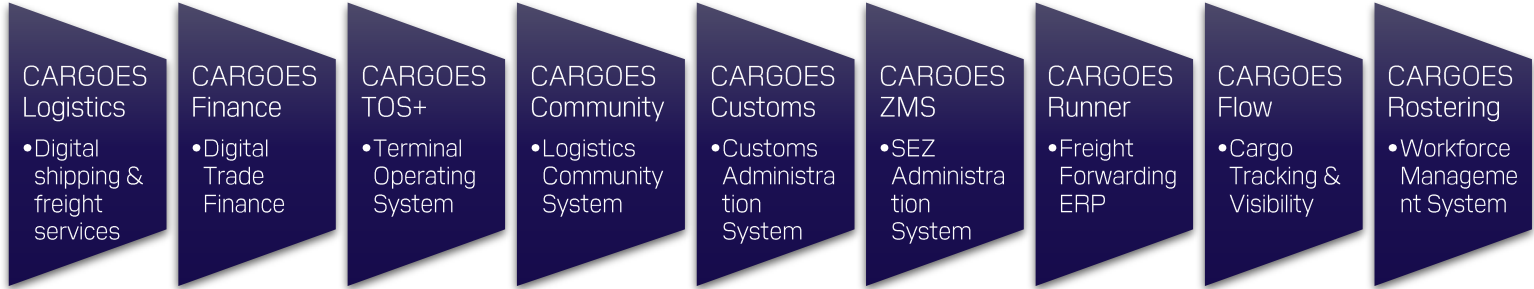 CARGOES
Logistics
•Digital
shipping &
freight
services
CARGOES
Finance
•Digital
Trade
Finance
CARGOES
TOS+
•Terminal
Operating
System
CARGOES
Community
•Logistics
Community
System
CARGOES
Customs
•Customs
Administra
tion
System
CARGOES
ZMS
•SEZ
Administra
tion
System
CARGOES
Runner
•Freight
Forwarding
ERP
CARGOES
Flow
•Cargo
Tracking &
Visibility
CARGOES
Rostering
•Workforce
Manageme
nt System